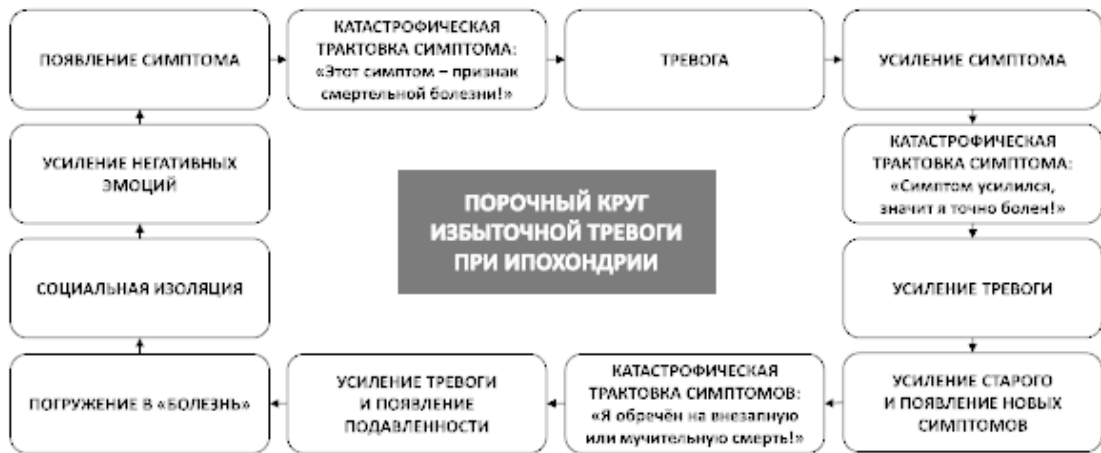 ПОЯВЛЕНИЕ СИМПТОМА
КАТАСТРОФИЧЕСКАЯ
ТРАКТОВКА СИМПТОМА:
«Этот симптом – признак
смертельной болезни!»
ТРЕВОГА
УСИЛЕНИЕ СИМПТОМА
КАТАСТРОФИЧЕСКАЯ
ТРАКТОВКА СИМПТОМА:
«Симптом усилился,
значит я точно болен!»
УСИЛЕНИЕ ТРЕВОГИ
УСИЛЕНИЕ СТАРОГО
И ПОЯВЛЕНИЕ НОВЫХ
СИМПТОМОВ
КАТАСТРОФИЧЕСКАЯ
ТРАКТОВКА СИМПТОМОВ:
«Я обречён на внезапную
или мучительную смерть!»
УСИЛЕНИЕ ТРЕВОГИ
И ПОЯВЛЕНИЕ
ПОДАВЛЕННОСТИ
ПОГРУЖЕНИЕ В «БОЛЕЗНЬ»
СОЦИАЛЬНАЯ ИЗОЛЯЦИЯ
УСИЛЕНИЕ НЕГАТИВНЫХ
ЭМОЦИЙ
ПОРОЧНЫЙ КРУГ
ИЗБЫТОЧНОЙ ТРЕВОГИ
ПРИ ИПОХОНДРИИ